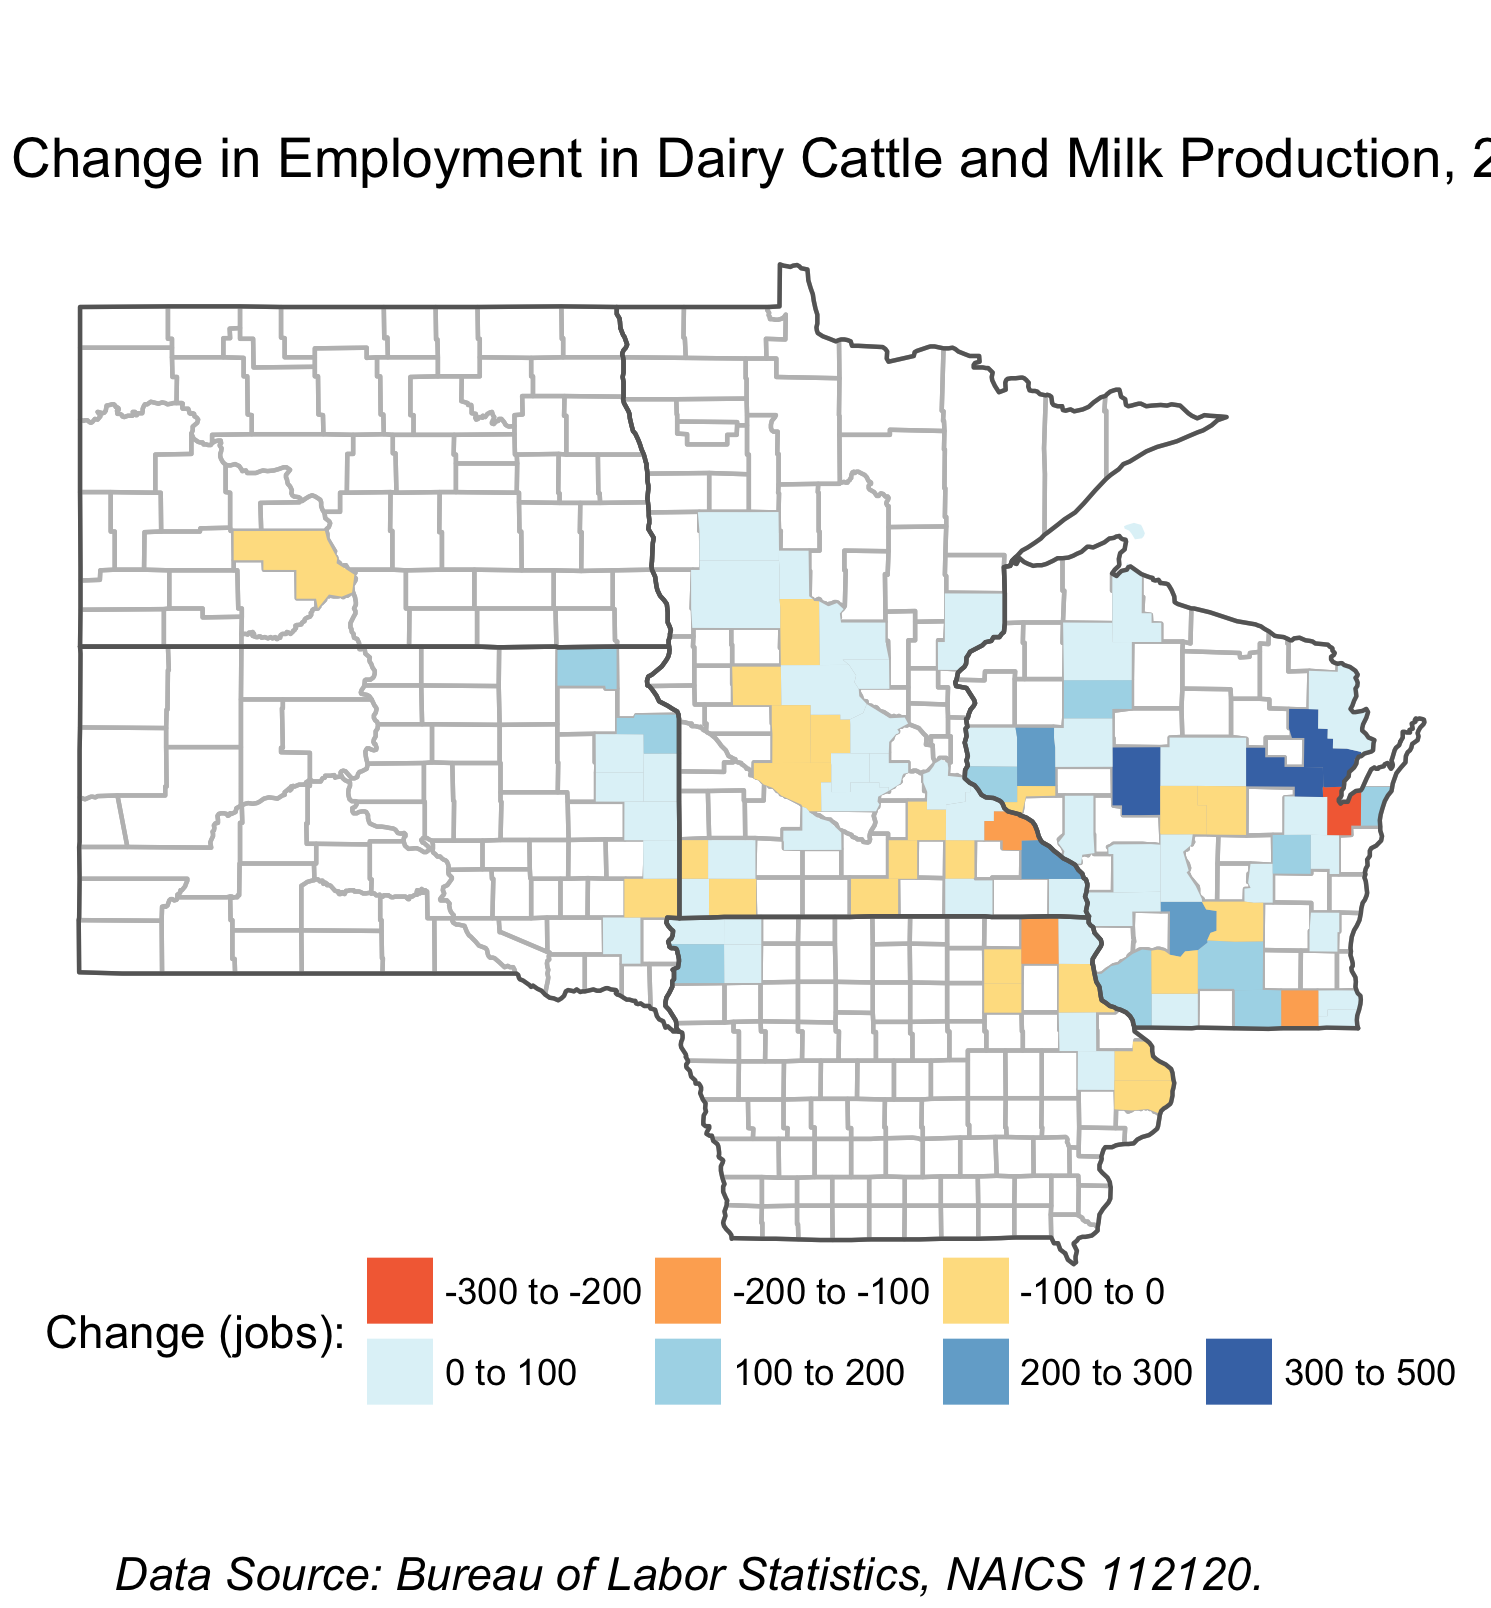 Change in Employment in Dairy Cattle and Milk Production, 2
-300 to -200 -200 to -100 -100 to 0
Change (jobs):
0 to 100 100 to 200 200 to 300 300 to 500
Data Source: Bureau of Labor Statistics, NAICS 112120.